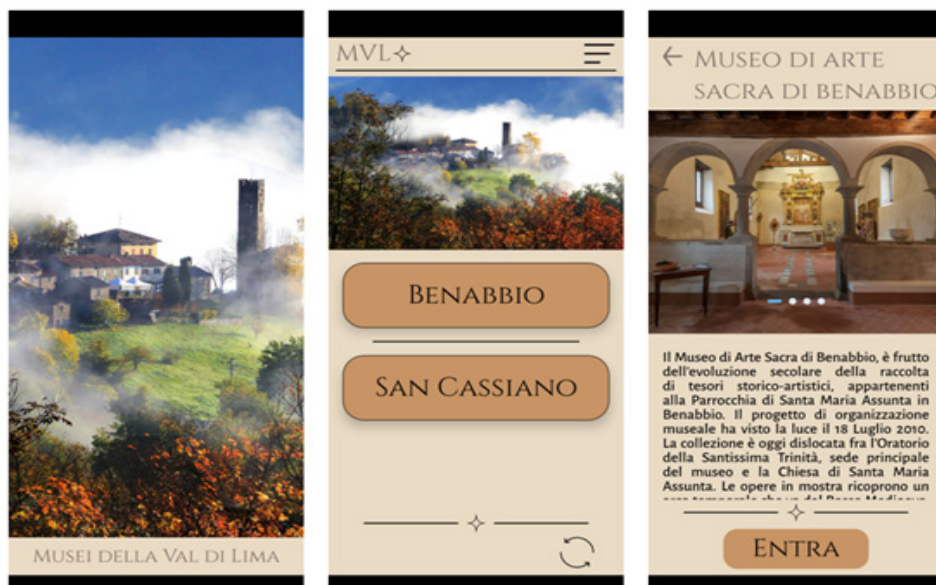 MUSEI DELLA VAL DI LIMA
MVL
BENABBIO
SAN CASSIANO
MUSEO DI ARTE
SACRA DI BENABBIO
Il Museo di Arte Sacra di Benabbio, è frutto
dell'evoluzione secolare della raccolta
di tesori storico-artistici, appartenenti
alla Parrocchia di Santa Maria Assunta in
Benabbio. Il progetto di organizzazione
museale ha visto la luce il 18 Luglio 2010.
La collezione è oggi dislocata fra l'Oratorio
della Santissima Trinità, sede principale
del museo e la Chiesa di Santa Maria
Assunta. Le opere in mostra ricoprono un
ENTRA